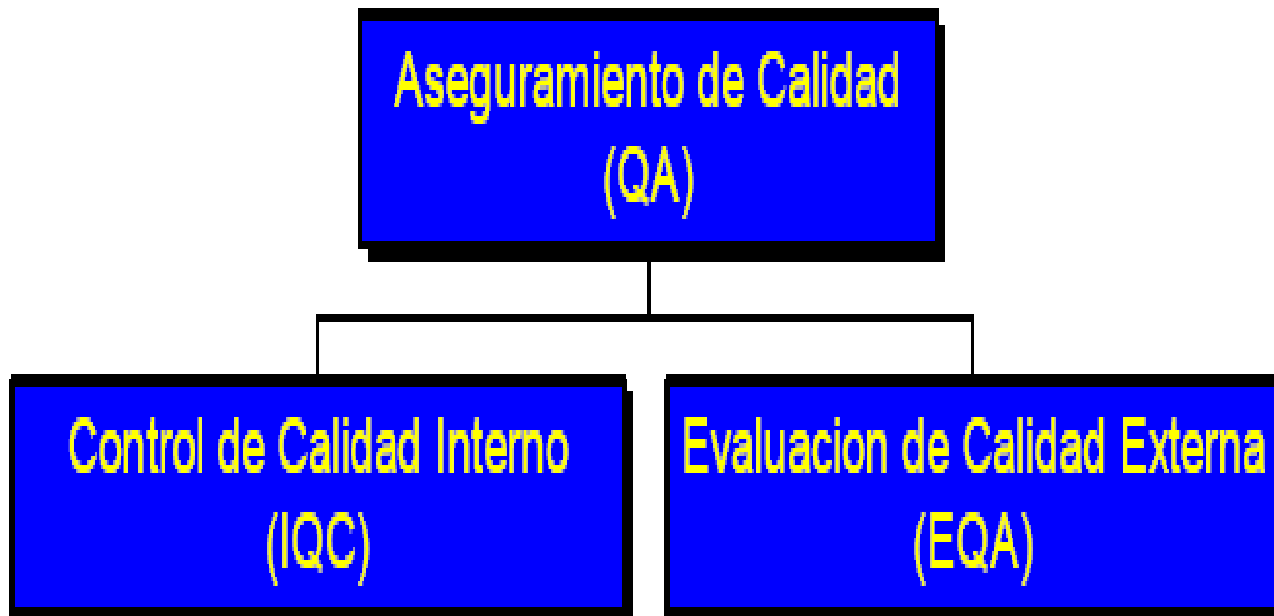 Aseguramiento de Calidad
(QA)
Control de Calidad Interno
(IQC)
Evaluacion de Calidad Externa
(EQA)